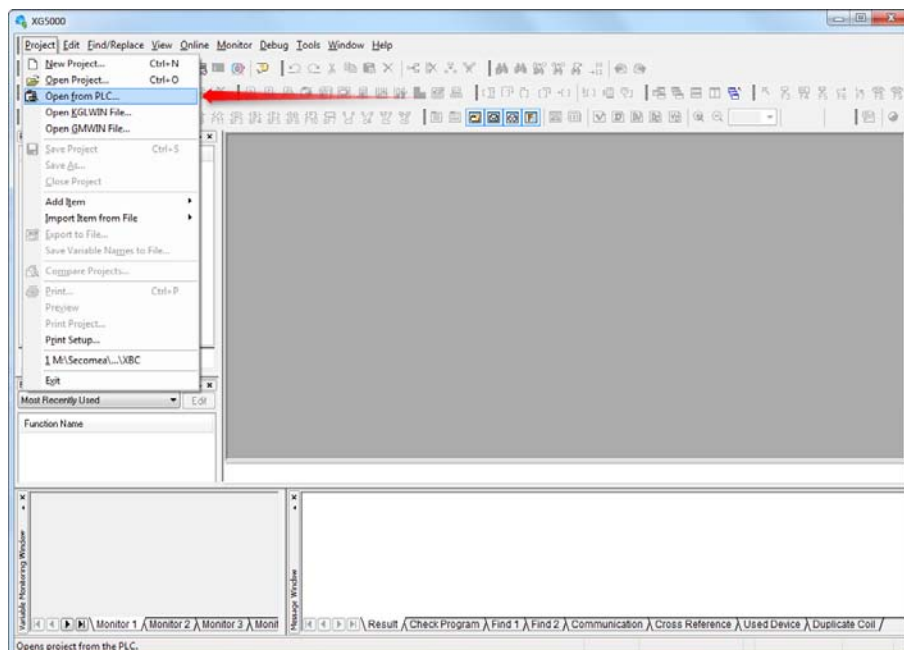 XG5000
Project Edit Find/Replace View Online Monitor Debug Tools Window Help
New Project... Ctrl+N
Open Project... Ctrl+O
Open from PLC...
Open KGLWIN File...
Open GMWIN File...
Save Project Ctrl+S
Save As...
Close Project
Add Item
Import Item from File
Export to File...
Save Variable Names to File...
Compare Projects...
Print... Ctrl+P
Preview
Print Project...
Print Setup...
1 M:\Secomea\...\XBC
Exit
Most Recently Used Edit
Function Name
Variable Monitoring Window
Monitor 1 Monitor 2 Monitor 3 Monit
Message Window
Result Check Program Find 1 Find 2 Communication Cross Reference Used Device Duplicate Coil
Opens project from the PLC.